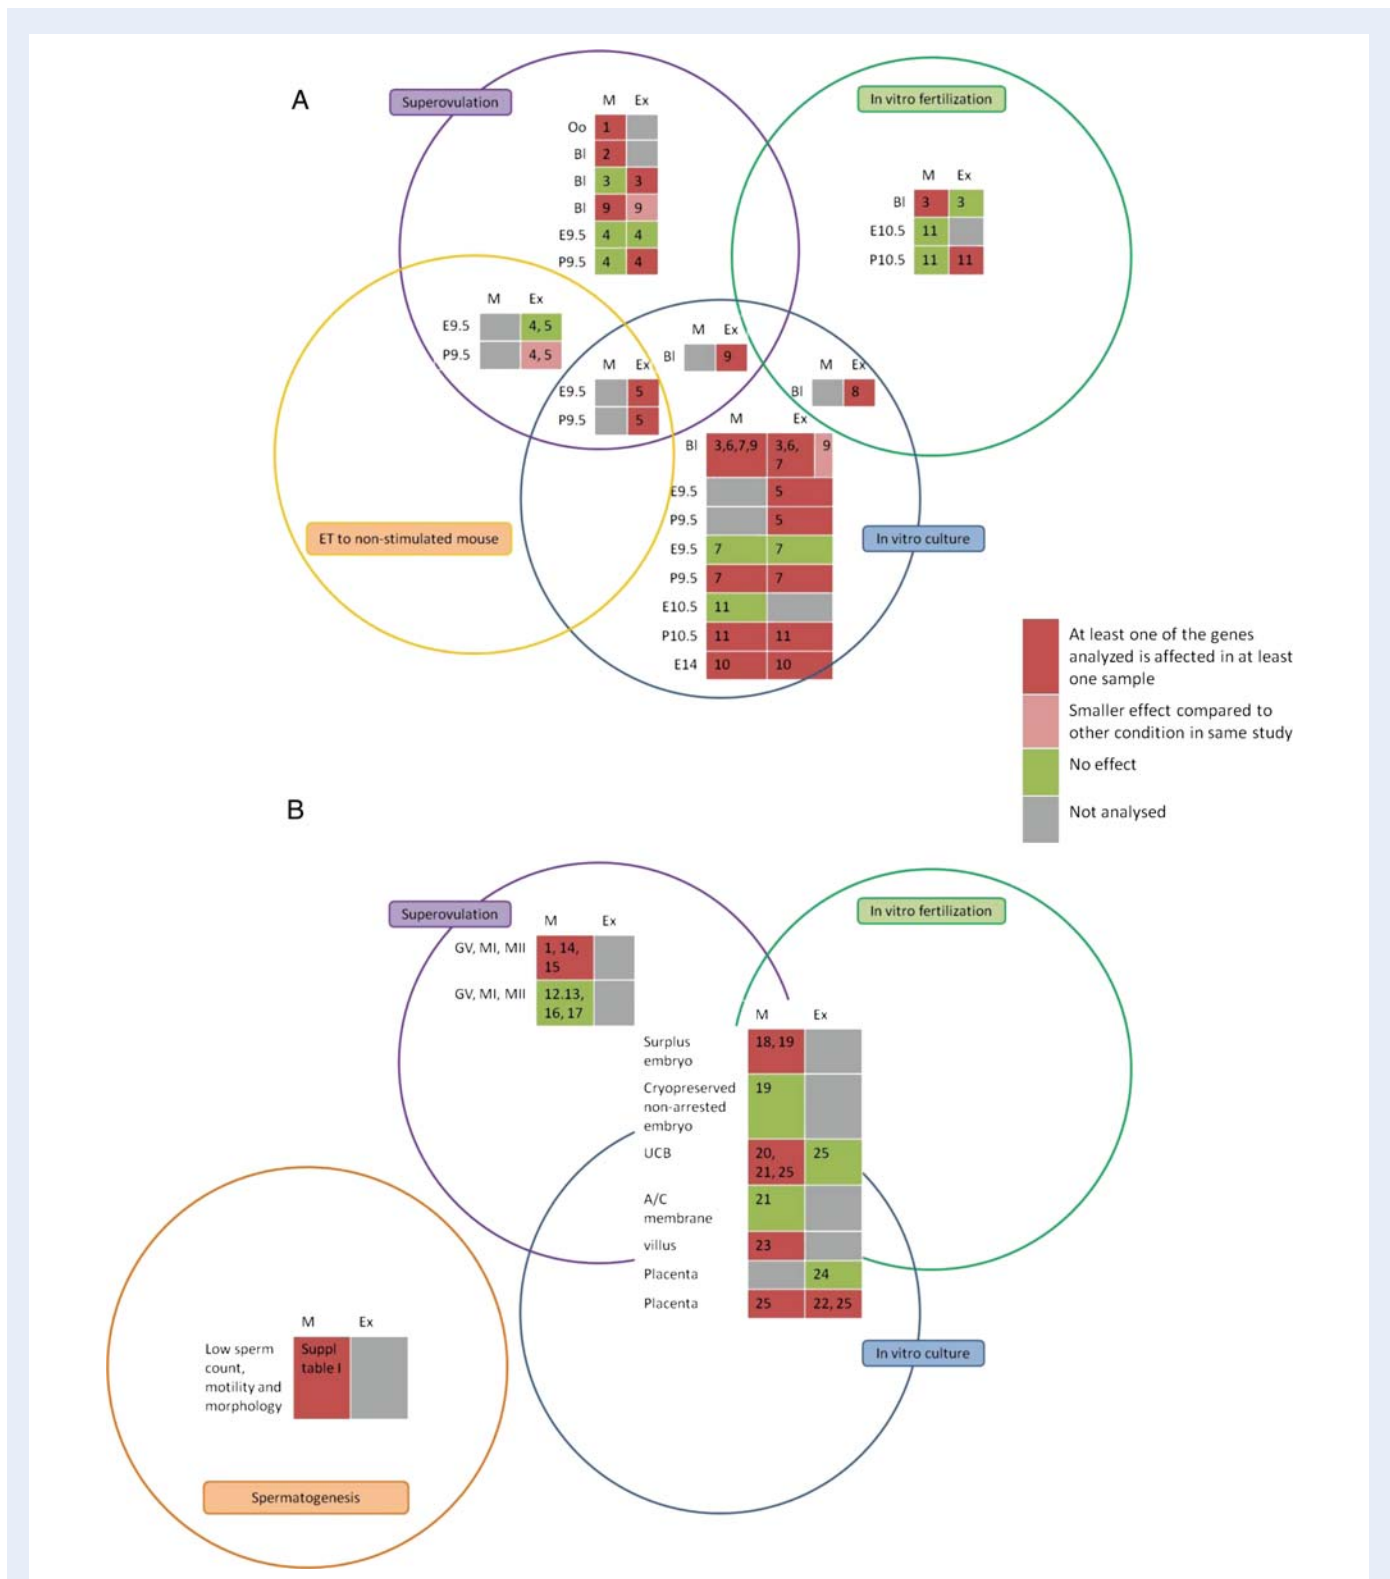 A
Superovulation
In vitro fertilization
M Ex
Oo 1
Bl 2
Bl 3 3
Bl 9 9
E9.5 4 4
P9.5 4 4
M Ex
Bl 3 3
E10.5 11
P10.5 11 11
M Ex
E9.5 4, 5
P9.5 4, 5
M Ex
Bl 9
M Ex
E9.5 5
P9.5 5
M Ex
Bl 8
M Ex
Bl 3,6,7,9 3,6, 9
7
E9.5 5
P9.5 5
E9.5 7 7
P9.5 7 7
E10.5 11
P10.5 11 11
E14 10 10
ET to non-stimulated mouse
In vitro culture
At least one of the genes
analyzed is affected in at least
one sample
Smaller effect compared to
other condition in same study
No effect
Not analysed
B
Superovulation
In vitro fertilization
M Ex
GV, MI, MII 1, 14,
15
GV, MI, MII 12.13,
16, 17
M Ex
Surplus 18, 19
embryo
Cryopreserved 19
non-arrested
embryo
UCB 20, 25
21, 25
A/C 21
membrane
villus 23
Placenta 24
Placenta 25 22, 25
In vitro culture
M Ex
Low sperm Suppl
count, table I
motility and
morphology
Spermatogenesis